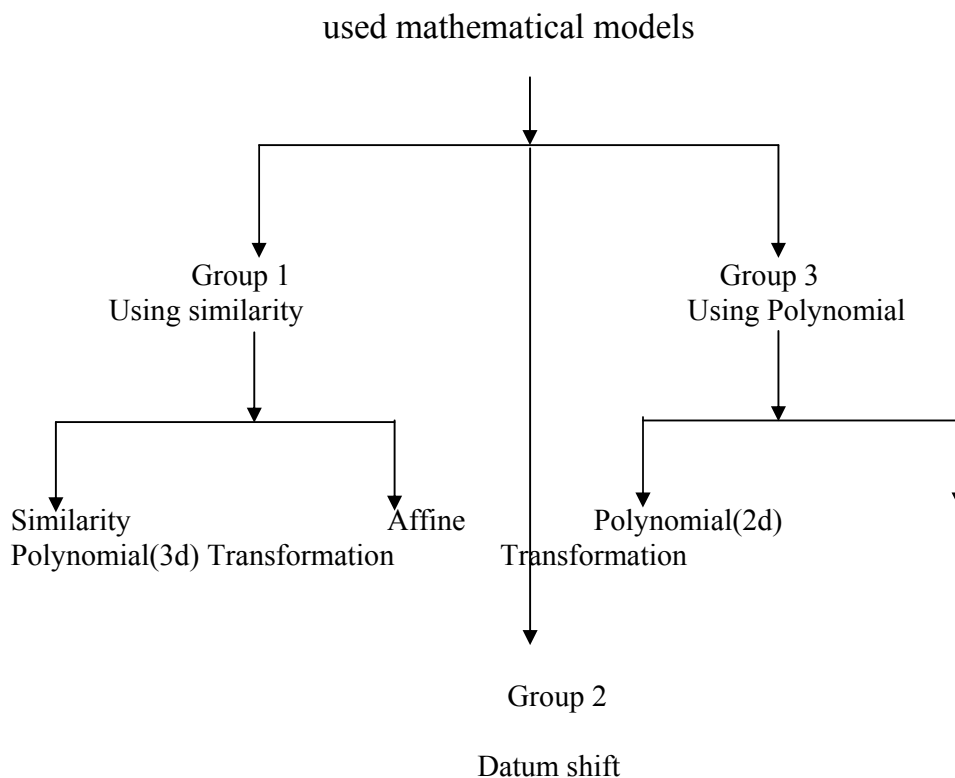 used mathematical models
Group 1
Using similarity
Group 3
Using Polynomial
Similarity Affine Polynomial(2d)
Polynomial(3d) Transformation Transformation
Group 2
Datum shift